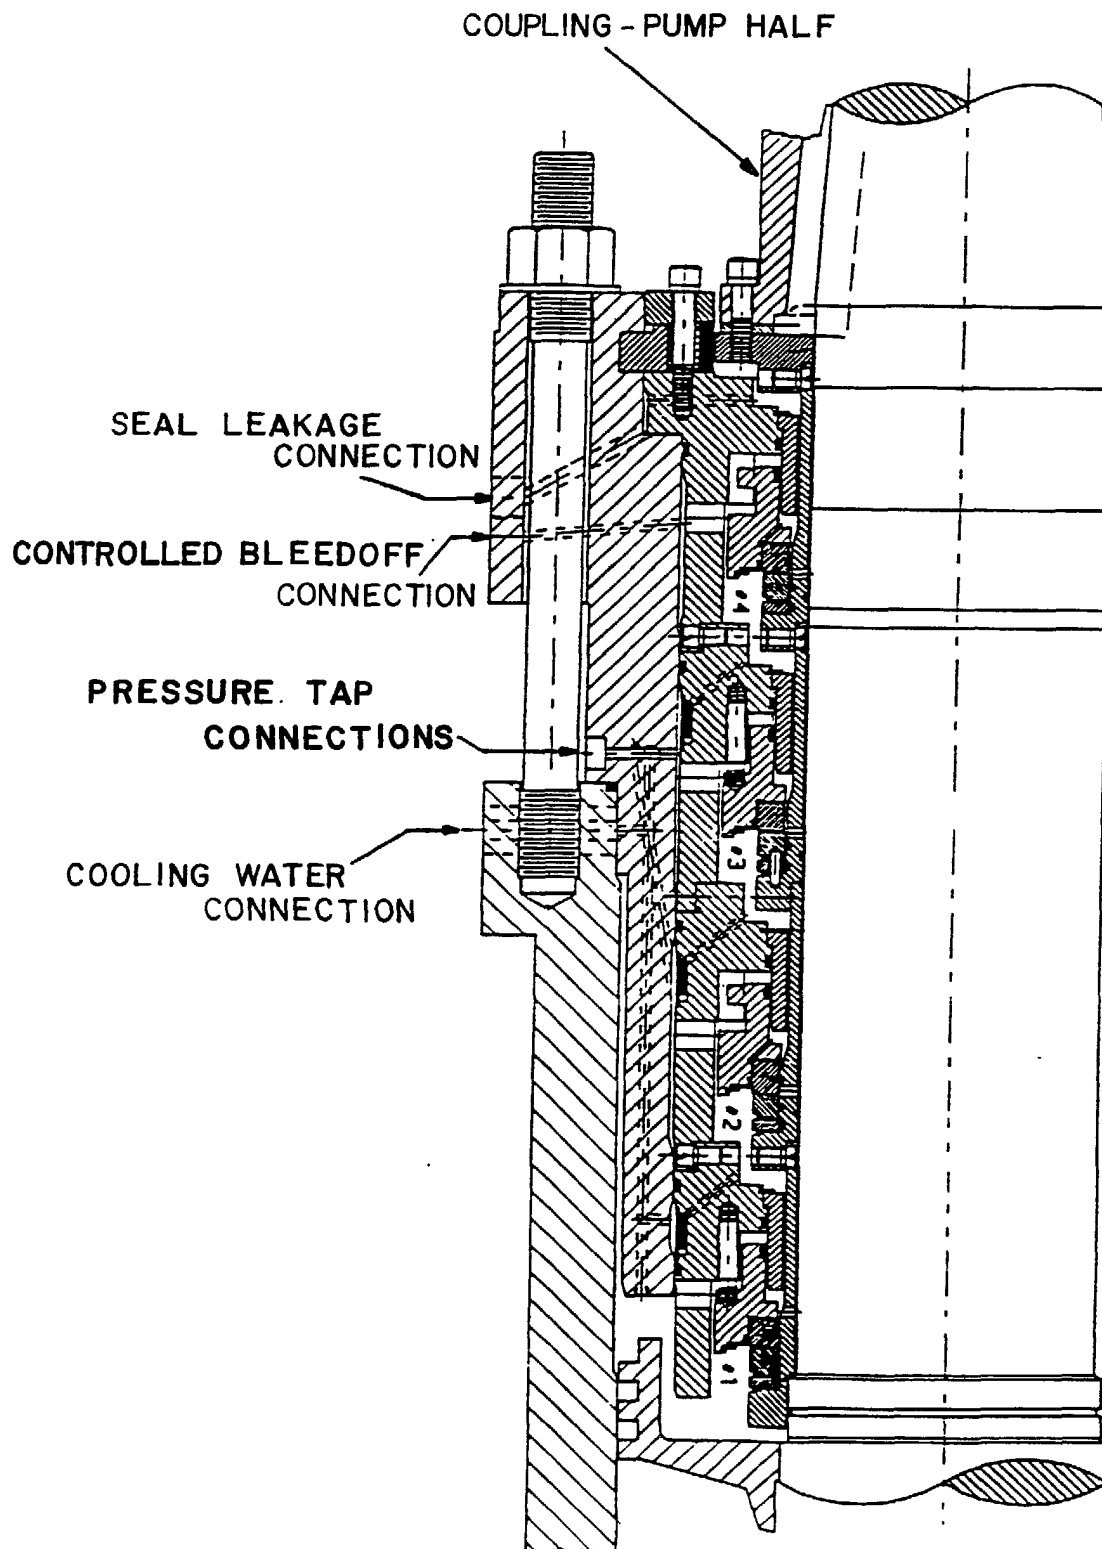 COUPLING - PUMP HALF
SEAL LEAKAGE
CONNECTION
CONTROLLED BLEEDOFF
CONNECTION
#4
PRESSURE. TAP
CONNECTIONS
#3
COOLING WATER
CONNECTION
#2
#1